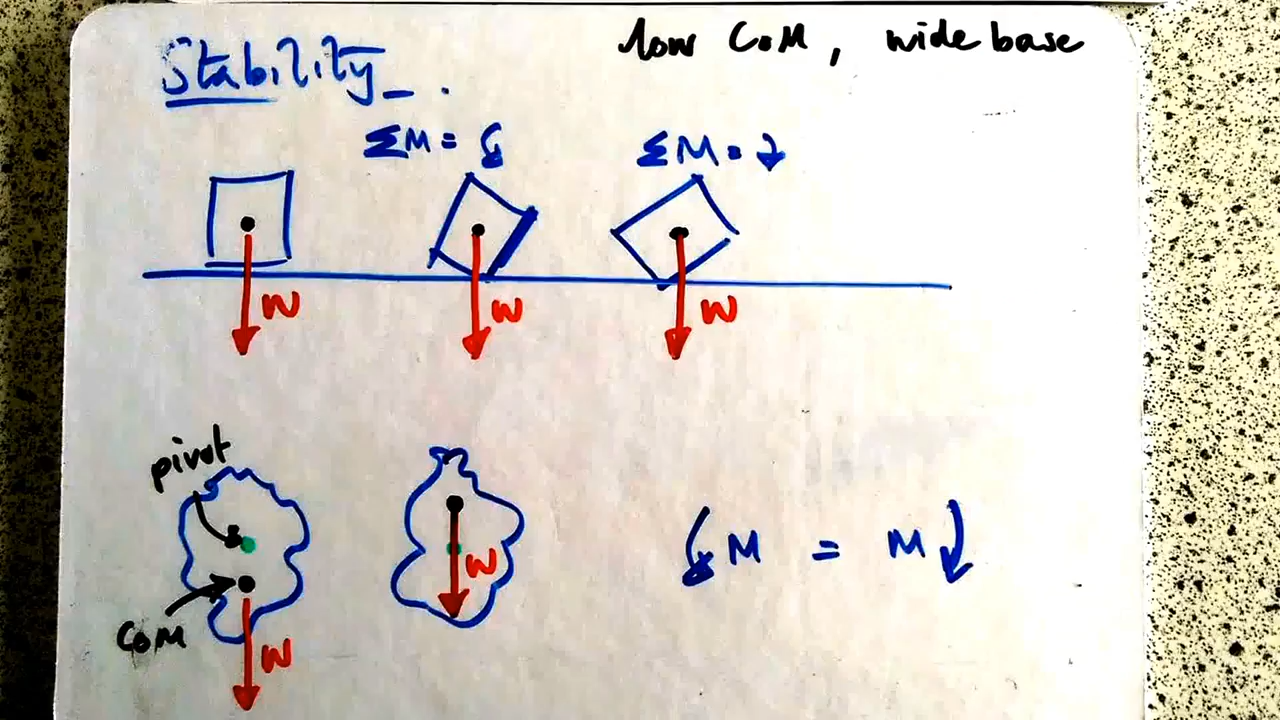 low CoM, wide base
Stability
ΣM = ↺
ΣM = ↻
W
W
W
pivot
W
↺M = M↻
CoM
W